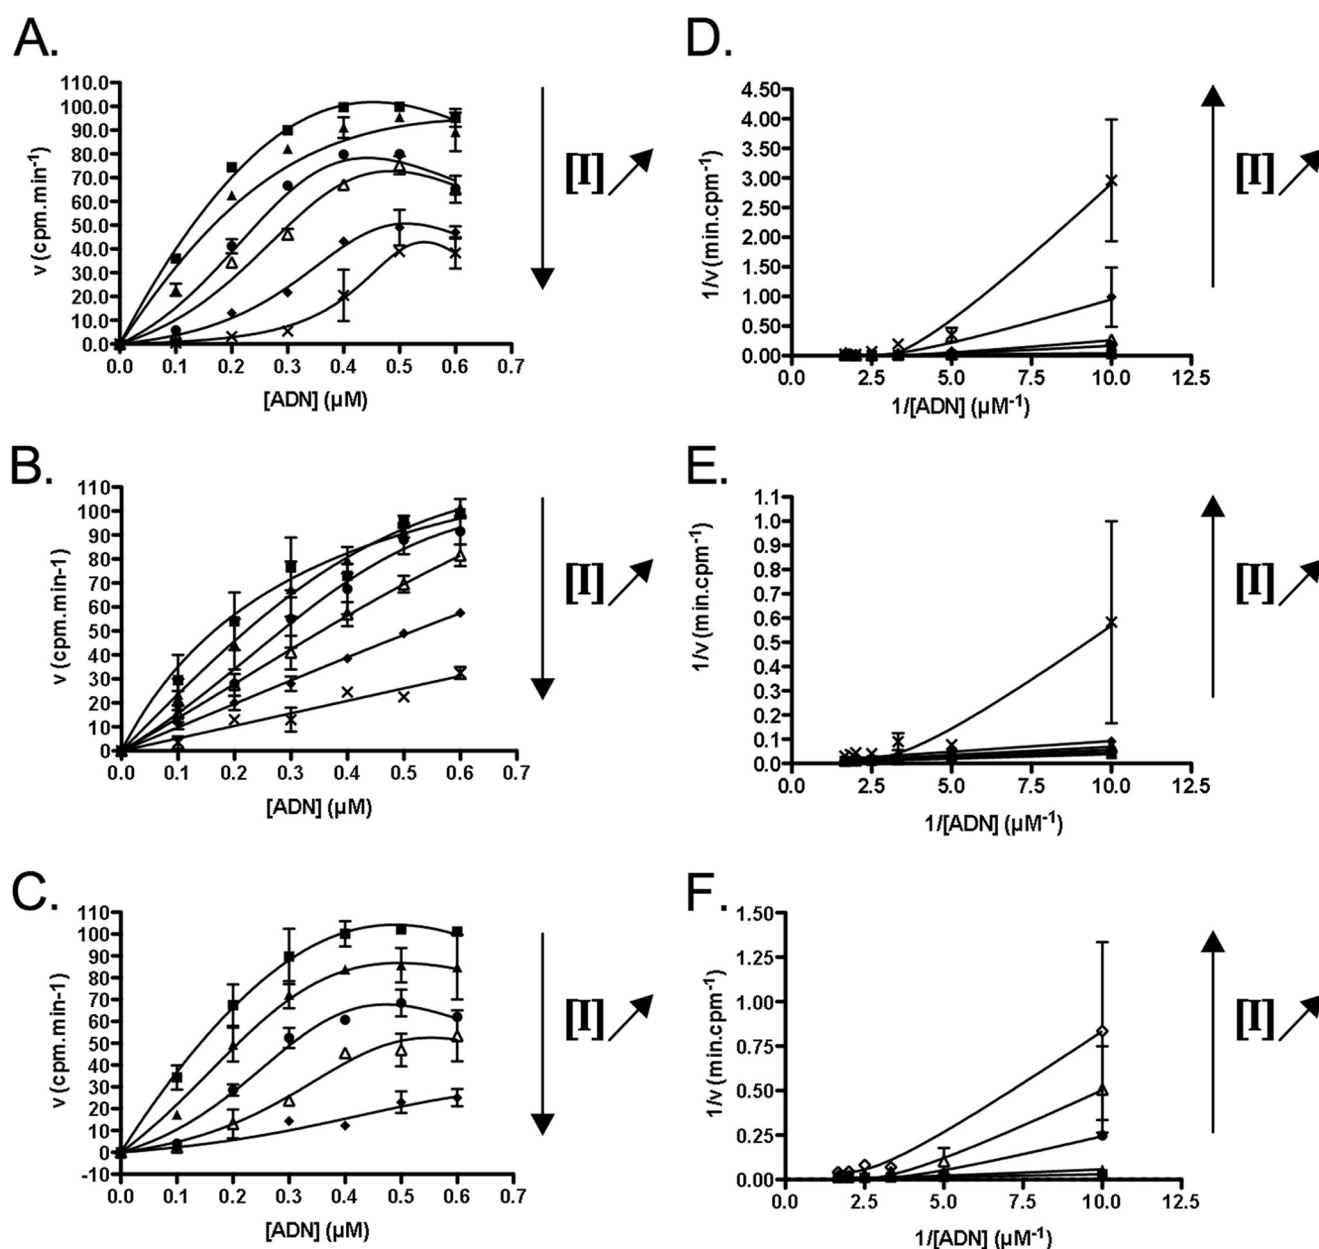 A.
110.0
100.0
90.0
80.0
70.0
60.0
50.0
40.0
30.0
20.0
10.0
0.0
v (cpm.min⁻¹)
0.0 0.1 0.2 0.3 0.4 0.5 0.6 0.7
[ADN] (µM)
[I]
D.
4.50
4.00
3.50
3.00
2.50
2.00
1.50
1.00
0.50
0.00
1/v (min.cpm⁻¹)
0.0 2.5 5.0 7.5 10.0 12.5
1/[ADN] (µM⁻¹)
[I]
B.
110
100
90
80
70
60
50
40
30
20
10
0
v (cpm.min-1)
0.0 0.1 0.2 0.3 0.4 0.5 0.6 0.7
[ADN] (µM)
[I]
E.
1.1
1.0
0.9
0.8
0.7
0.6
0.5
0.4
0.3
0.2
0.1
0.0
1/v (min.cpm⁻¹)
0.0 2.5 5.0 7.5 10.0 12.5
1/[ADN] (µM⁻¹)
[I]
C.
110
100
90
80
70
60
50
40
30
20
10
0
-10
v (cpm.min-1)
0.0 0.1 0.2 0.3 0.4 0.5 0.6 0.7
[ADN] (µM)
[I]
F.
1.50
1.25
1.00
0.75
0.50
0.25
0.00
1/v (min.cpm⁻¹)
0.0 2.5 5.0 7.5 10.0 12.5
1/[ADN] (µM⁻¹)
[I]